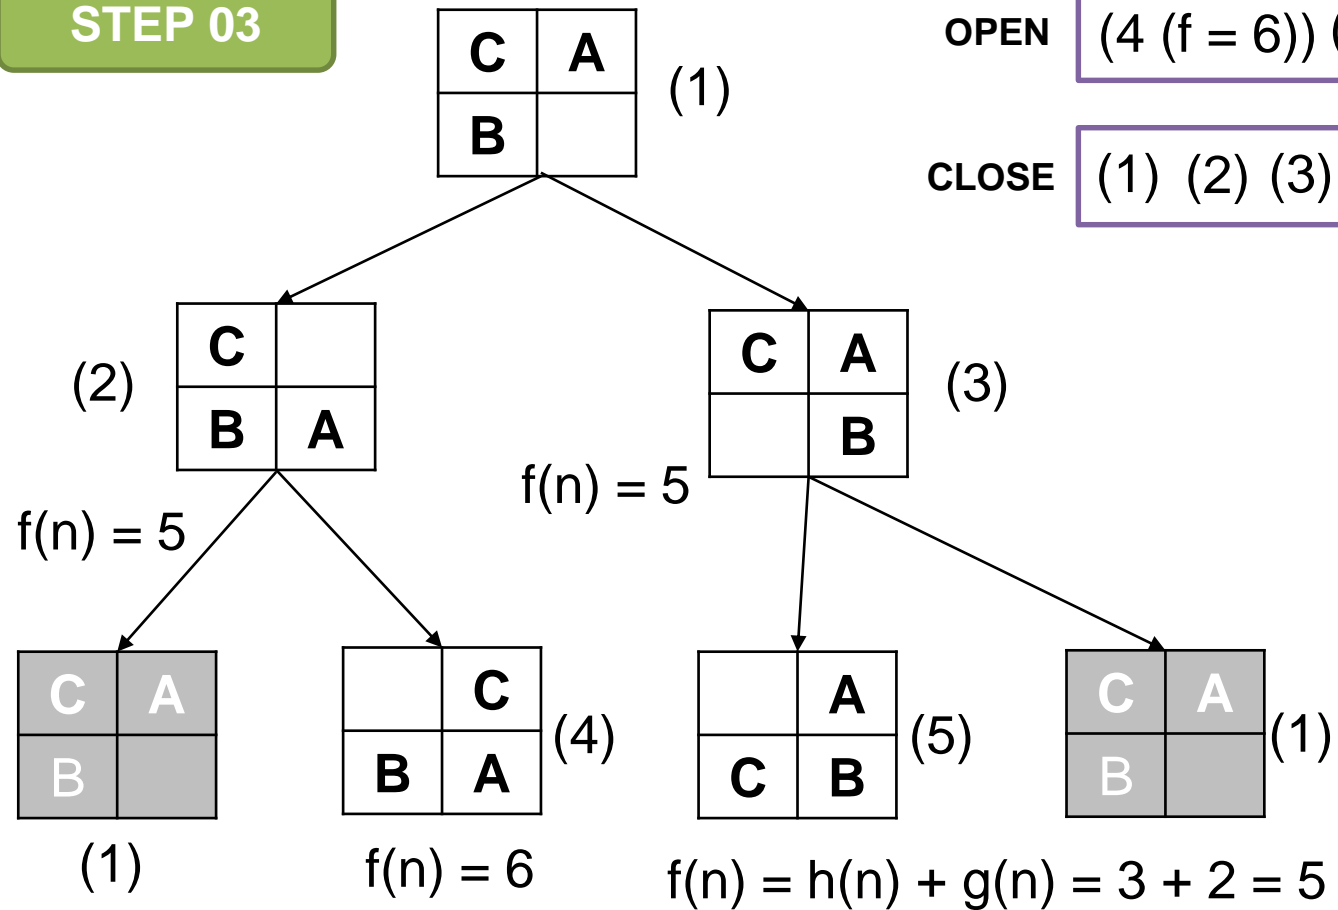 STEP 03
C A
B
(1)
OPEN (4 (f = 6)) (
CLOSE (1) (2) (3)
C
B A
(2)
f(n) = 5
C A
B
(3)
f(n) = 5
C A
B
(1)
C
B A
(4)
f(n) = 6
A
C B
(5)
f(n) = h(n) + g(n) = 3 + 2 = 5
C A
B
(1)